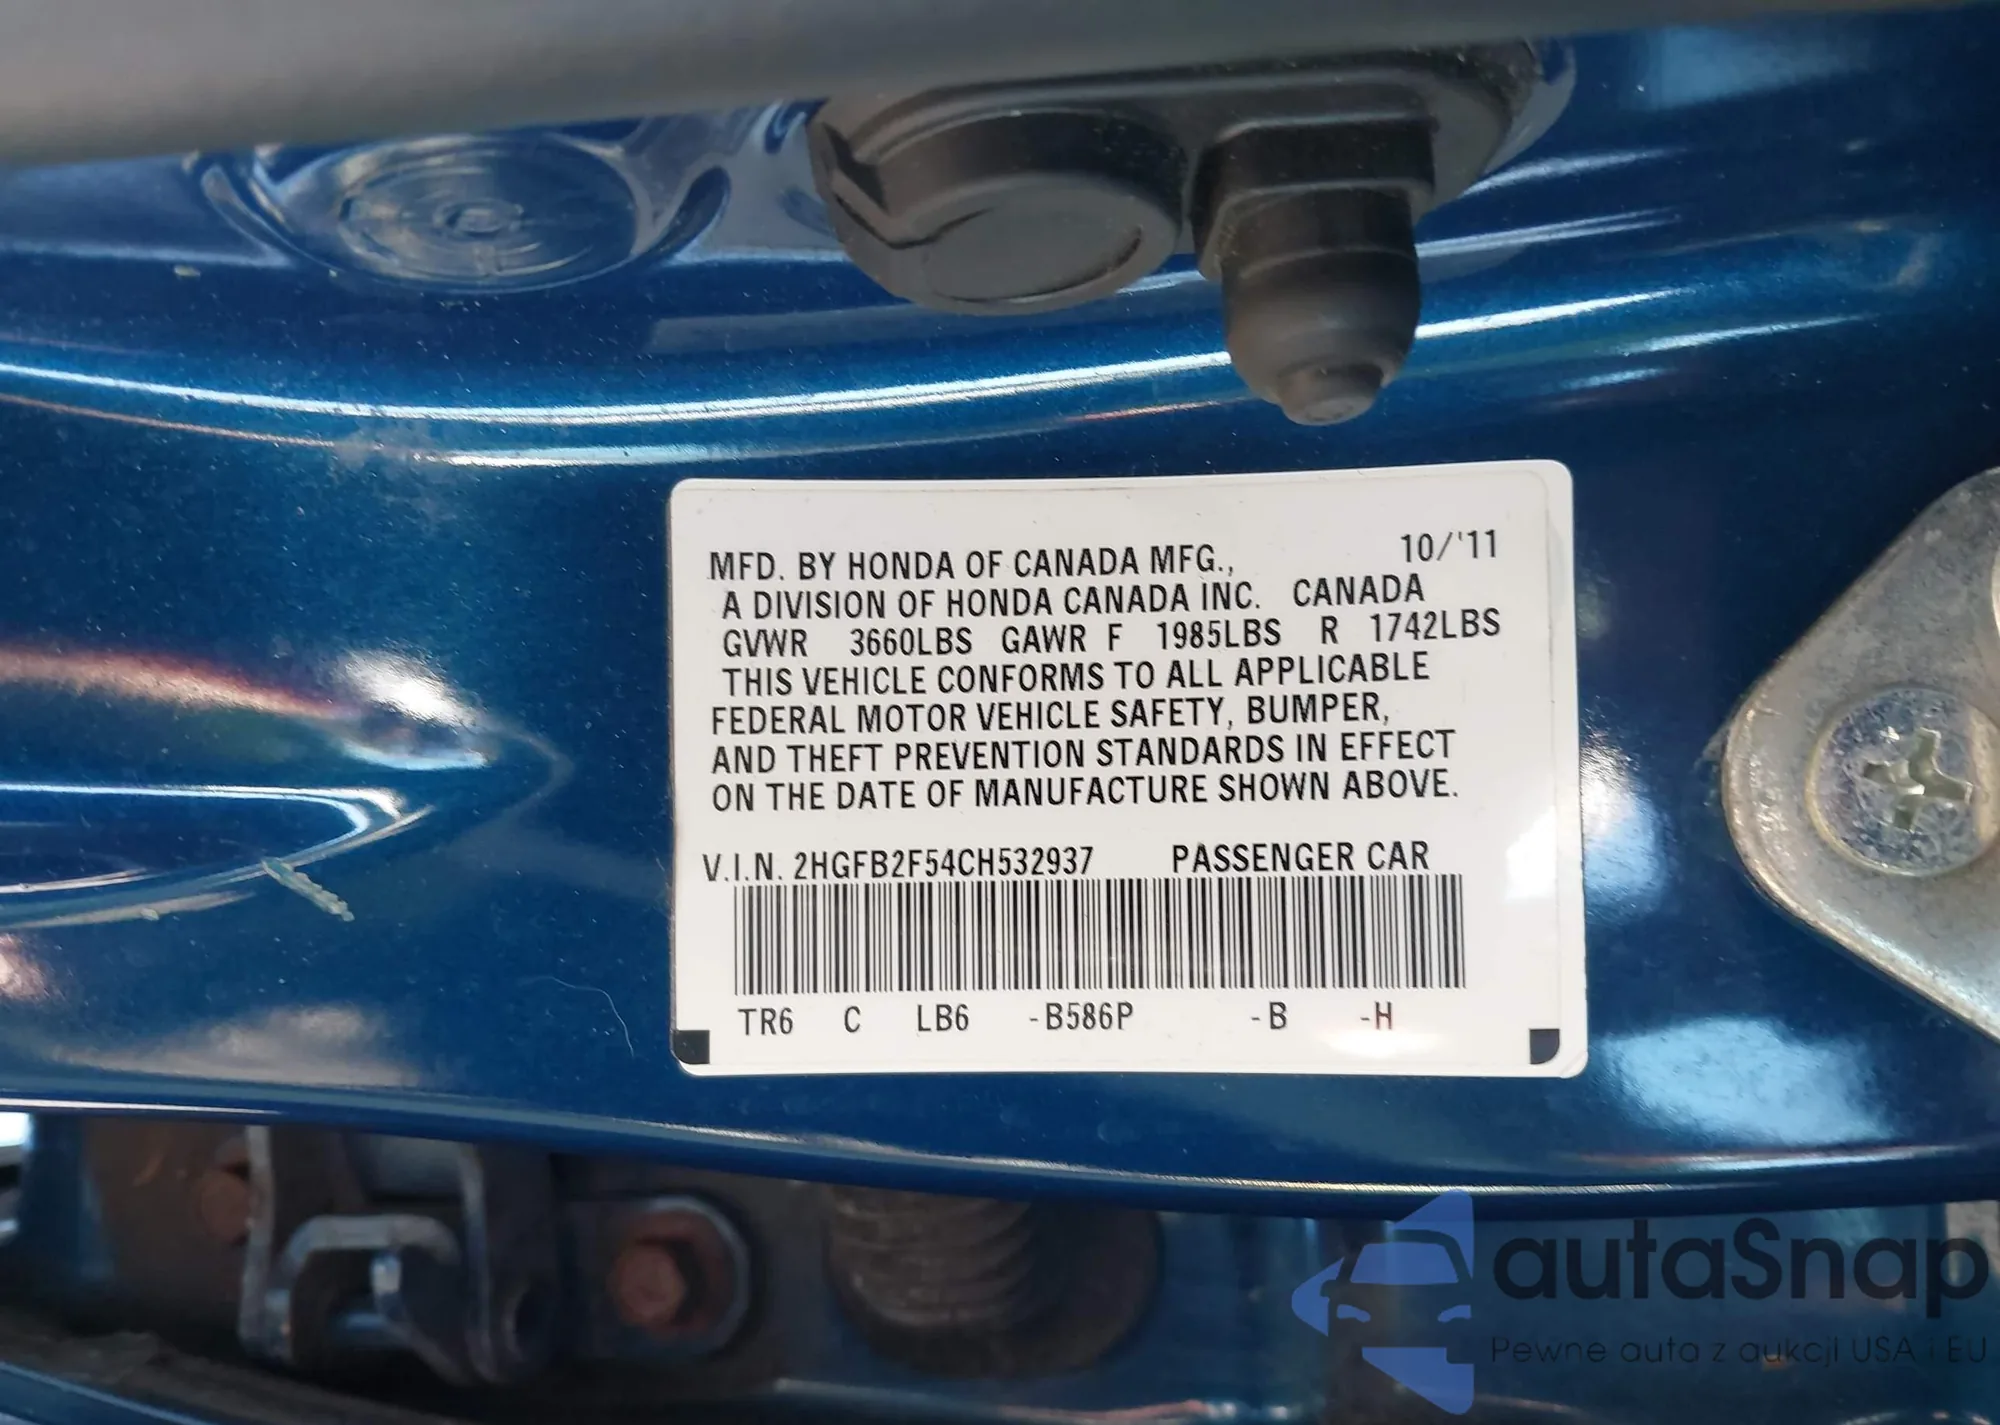 10/'11
MFD. BY HONDA OF CANADA MFG.,
A DIVISION OF HONDA CANADA INC. CANADA
GVWR 3660LBS GAWR F 1985LBS R 1742LBS
THIS VEHICLE CONFORMS TO ALL APPLICABLE
FEDERAL MOTOR VEHICLE SAFETY, BUMPER,
AND THEFT PREVENTION STANDARDS IN EFFECT
ON THE DATE OF MANUFACTURE SHOWN ABOVE.
V.I.N. 2HGFB2F54CH532937 PASSENGER CAR
TR6 C LB6 -B586P -B -H
autaSnap
Pewne auta z aukcji USA i EU